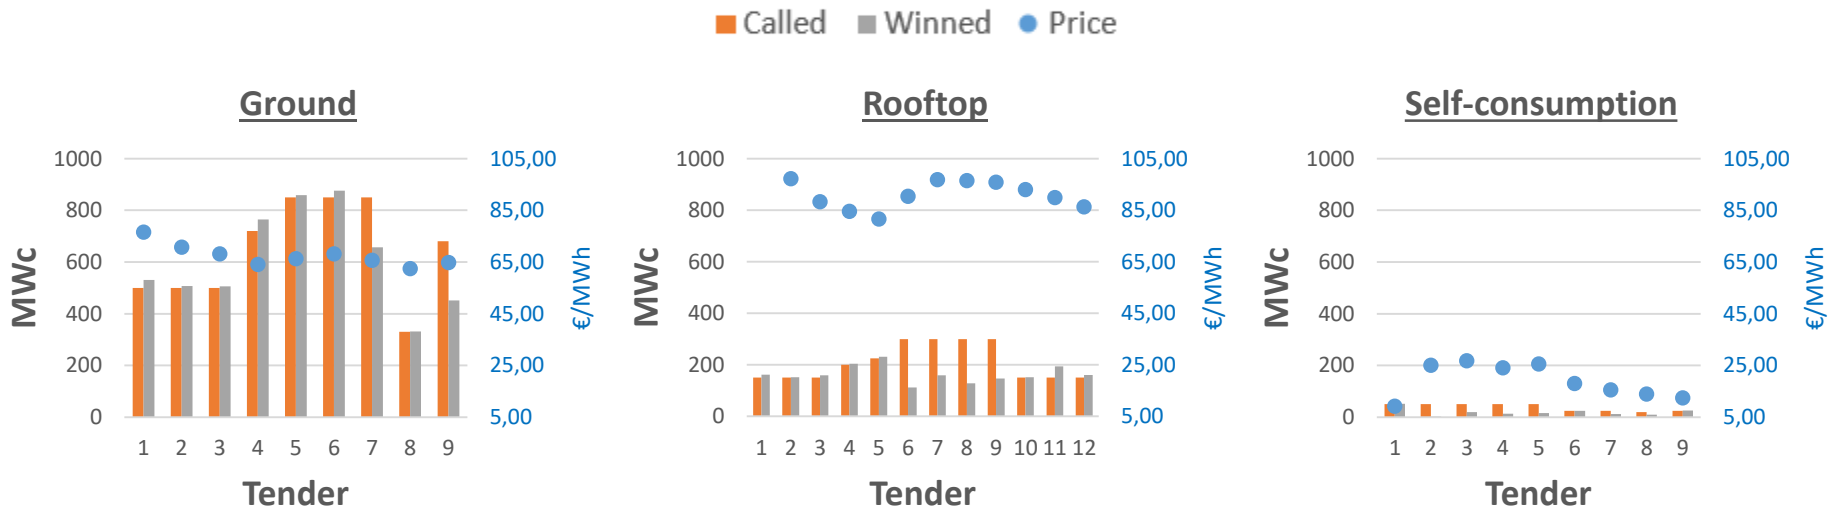 Called Winned Price
Ground Rooftop Self-consumption
1000 105,00 1000 105,00 1000 105,00
800 85,00 800 85,00 800 85,00
600 65,00 600 65,00 600 65,00
400 45,00 400 45,00 400 45,00
200 25,00 200 25,00 200 25,00
0 5,00 0 5,00 0 5,00
MWc €/MWh MWc €/MWh MWc €/MWh
1 2 3 4 5 6 7 8 9 1 2 3 4 5 6 7 8 9 10 11 12 1 2 3 4 5 6 7 8 9
Tender Tender Tender